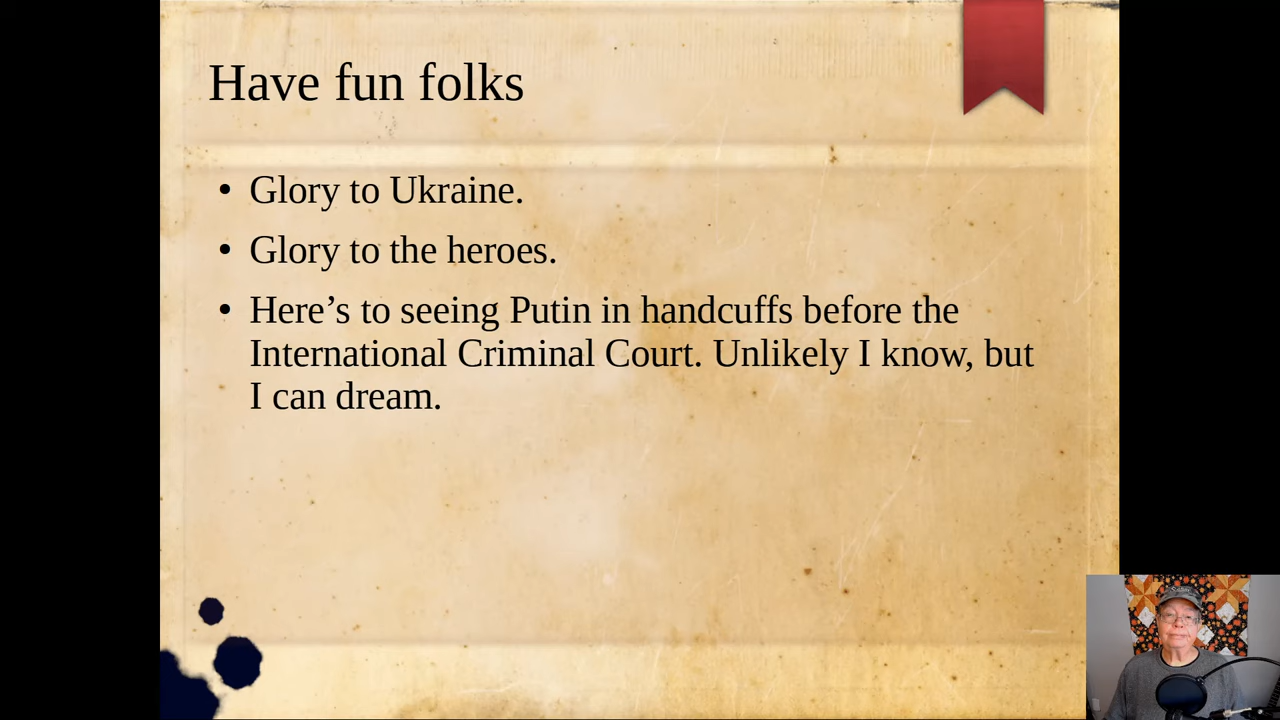 Have fun folks
• Glory to Ukraine.
• Glory to the heroes.
• Here’s to seeing Putin in handcuffs before the
International Criminal Court. Unlikely I know, but
I can dream.